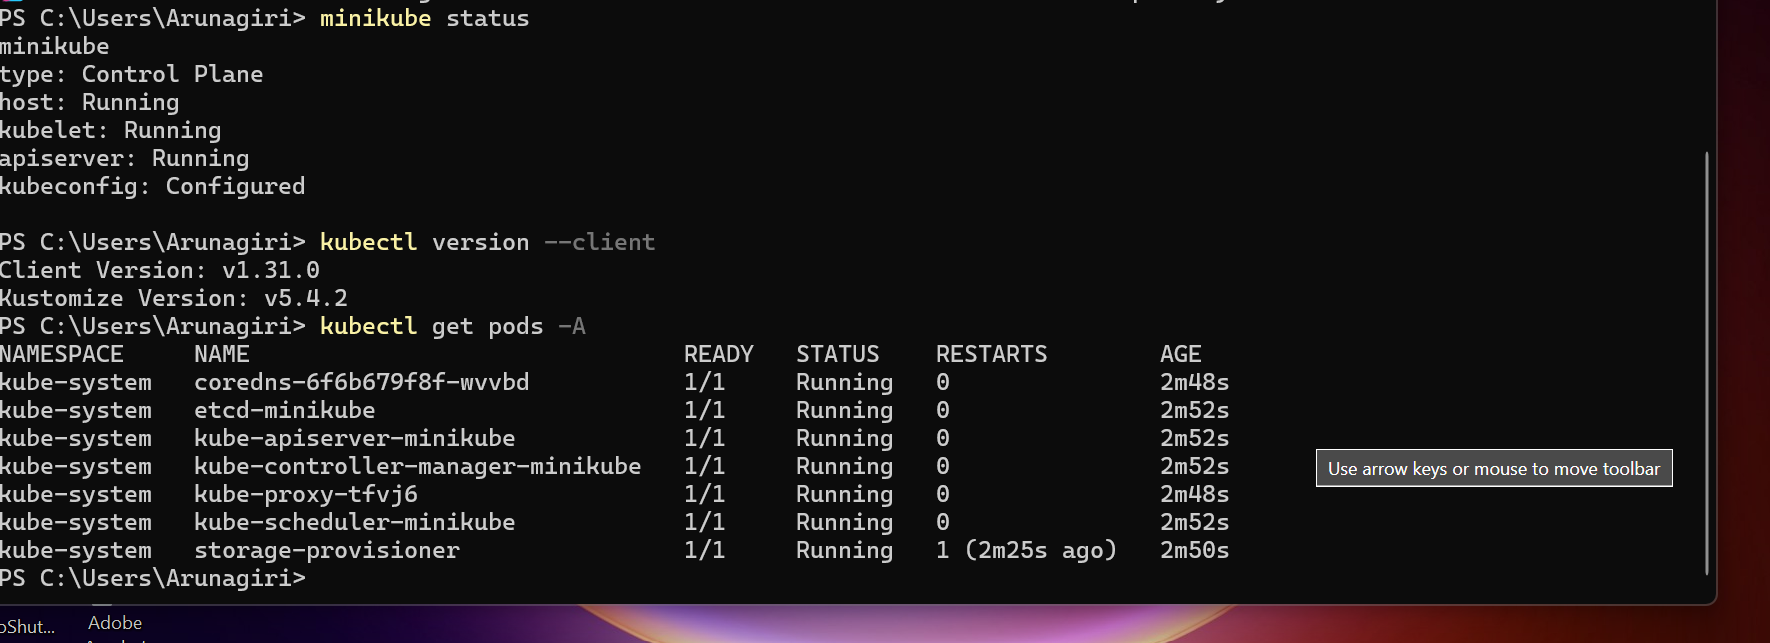 PS C:\Users\Arunagiri> minikube status
minikube
type: Control Plane
host: Running
kubelet: Running
apiserver: Running
kubeconfig: Configured
PS C:\Users\Arunagiri> kubectl version --client
Client Version: v1.31.0
Kustomize Version: v5.4.2
PS C:\Users\Arunagiri> kubectl get pods -A
NAMESPACE NAME READY STATUS RESTARTS AGE
kube-system coredns-6f6b679f8f-wvvbd 1/1 Running 0 2m48s
kube-system etcd-minikube 1/1 Running 0 2m52s
kube-system kube-apiserver-minikube 1/1 Running 0 2m52s
kube-system kube-controller-manager-minikube 1/1 Running 0 2m52s
kube-system kube-proxy-tfvj6 1/1 Running 0 2m48s
kube-system kube-scheduler-minikube 1/1 Running 0 2m52s
kube-system storage-provisioner 1/1 Running 1 (2m25s ago) 2m50s
PS C:\Users\Arunagiri>
Use arrow keys or mouse to move toolbar
oShut... Adobe